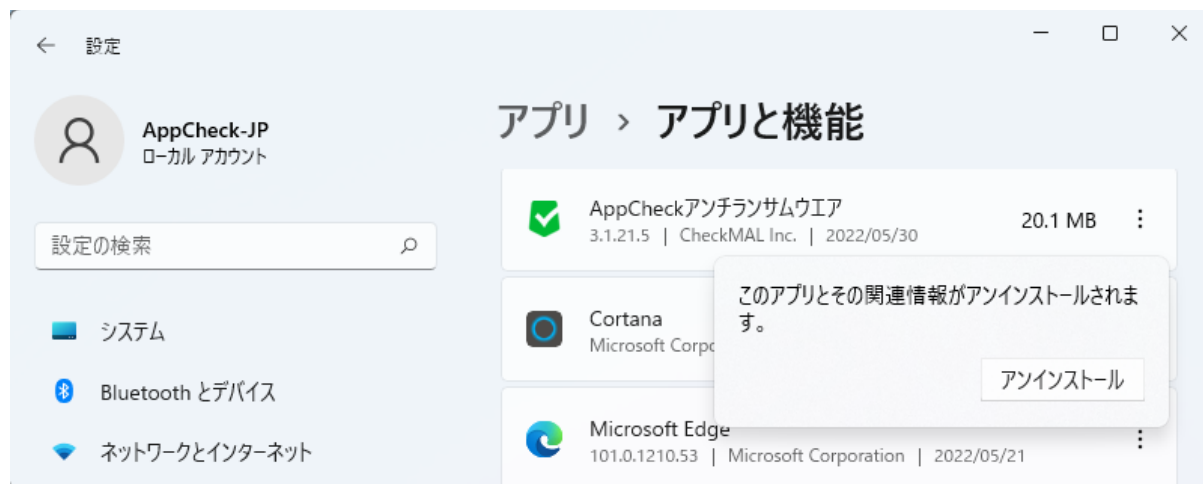 設定
AppCheck-JP
ローカル アカウント
設定の検索
システム
Bluetooth とデバイス
ネットワークとインターネット
アプリ › アプリと機能
AppCheckアンチランサムウエア
20.1 MB
3.1.21.5 | CheckMAL Inc. | 2022/05/30
このアプリとその関連情報がアンインストールされま
す。
アンインストール
Cortana
Microsoft Corpo
Microsoft Edge
101.0.1210.53 | Microsoft Corporation | 2022/05/21